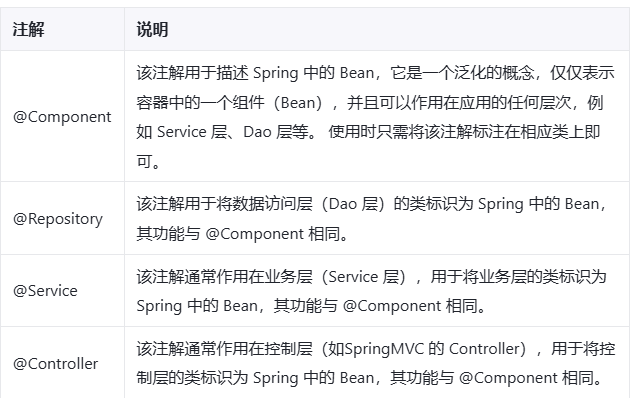 注解
说明
@Component
该注解用于描述 Spring 中的 Bean，它是一个泛化的概念，仅仅表示
容器中的一个组件（Bean），并且可以作用在应用的任何层次，例
如 Service 层、Dao 层等。 使用时只需将该注解标注在相应类上即
可。
@Repository
该注解用于将数据访问层（Dao 层）的类标识为 Spring 中的 Bean，
其功能与 @Component 相同。
@Service
该注解通常作用在业务层（Service 层），用于将业务层的类标识为
Spring 中的 Bean，其功能与 @Component 相同。
@Controller
该注解通常作用在控制层（如SpringMVC 的 Controller），用于将控
制层的类标识为 Spring 中的 Bean，其功能与 @Component 相同。